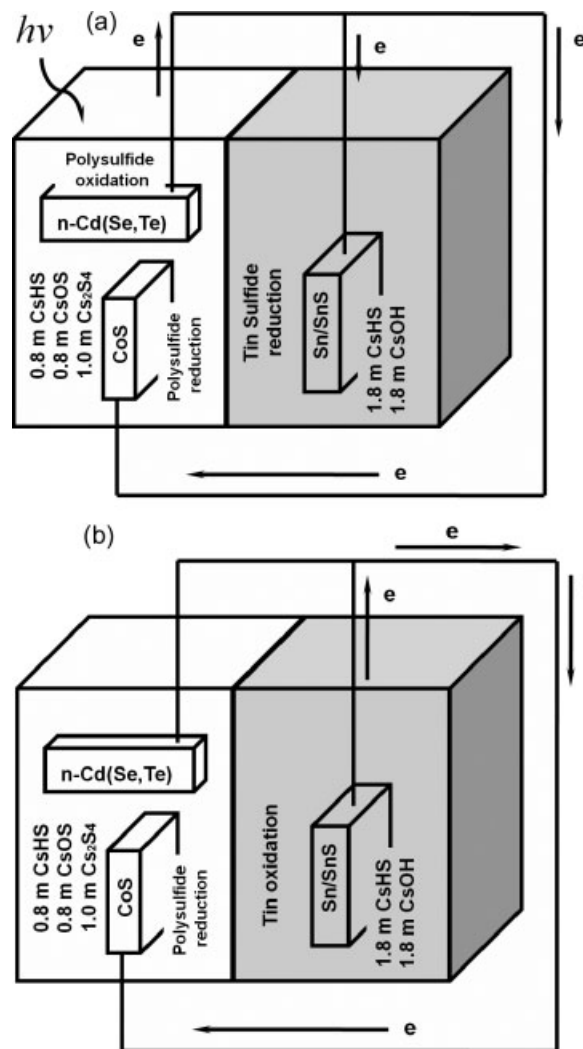 hν
(a)
e
e
e
Polysulfide
oxidation
n-Cd(Se,Te)
0.8 m CsHS
0.8 m CsOS
1.0 m Cs₂S4
CoS
Polysulfide
reduction
Tin Sulfide
reduction
Sn/SnS
1.8 m CsHS
1.8 m CsOH
e
(b)
e
e
n-Cd(Se,Te)
0.8 m CsHS
0.8 m CsOS
1.0 m Cs₂S4
CoS
Polysulfide
reduction
Tin oxidation
Sn/SnS
1.8 m CsHS
1.8 m CsOH
e